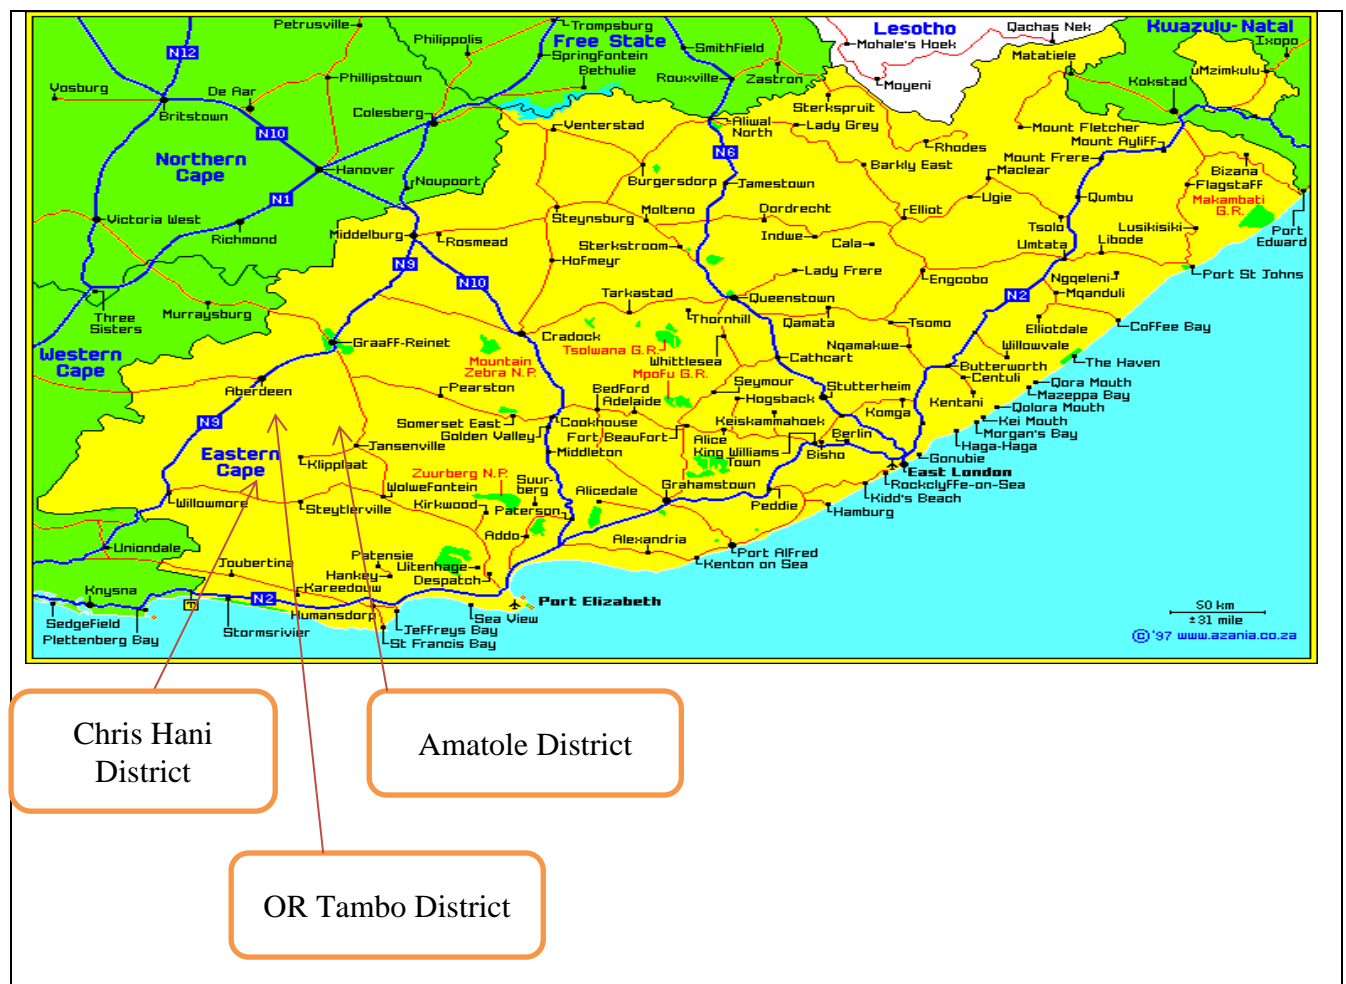 Petrusville
Trompsburg
Lesotho
Qachas Nek
Kwazulu-Natal
N12
Philippolis
Free State
Smithfield
Mohale's Hoek
Ixopo
Springfontein
Matatiele
Vosburg
De Aar
Phillipstown
Bethulie
Rouxville
Zastron
Moyeni
Kokstad
uMzimkulu
Britstown
Colesberg
Sterkspruit
N10
Venterstad
Aliwal
North
Lady Grey
Mount Fletcher
Mount Ayliff
Northern
Cape
Hanover
N6
Rhodes
Mount Frere
Noupoort
Burgersdorp
Jamestown
Barkly East
Maclear
Bizana
Flagstaff
N1
Ugie
Qumbu
Makambati
G.R.
Victoria West
Richmond
Middelburg
Rosmead
Steynsburg
Molteno
Dordrecht
Elliot
Tsolo
Lusikisiki
Port
Edward
Sterkstroom
Indwe
Cala
Umtata
Libode
N9
Hofmeyr
Lady Frere
Engcobo
Ngqeleni
Port St Johns
N10
Tarkastad
Queenstown
N2
Mqanduli
Three
Sisters
Murraysburg
Thornhill
Qamata
Tsomo
Elliotdale
Coffee Bay
Western
Cape
Graaff-Reinet
Cradock
Tsolwana G.R.
Whittlesea
Nqamakwe
Willowvale
Mountain
Zebra N.P.
Mpofu G.R.
Cathcart
Butterworth
The Haven
Aberdeen
Pearston
Bedford
Adelaide
Seymour
Hogsback
Stutterheim
Centuli
Kentani
Qora Mouth
Mazeppa Bay
N9
Somerset East
Golden Valley
Cookhouse
Fort Beaufort
Keiskammahoek
Komga
Qolora Mouth
Kei Mouth
Morgan's Bay
Eastern
Cape
Jansenville
Klipplaat
Middleton
Alice
King Williams
Town
Berlin
Bisho
Haga-Haga
Gonubie
Zuurberg N.P.
Suur-
berg
East London
Rockclyffe-on-Sea
Willowmore
Steytlerville
Woluefontein
Kirkwood
Paterson
Alicedale
Grahamstown
Peddie
Kidd's Beach
Hamburg
Addo
Uniondale
Joubertina
Patensie
Uitenhage
Alexandria
Port Alfred
Hankey
Despatch
Kenton on Sea
Knysna
Kareedouw
N2
Humansdorp
Port Elizabeth
Sedgefield
Plettenberg Bay
Stormsrivier
Jeffreys Bay
Sea View
St Francis Bay
50 km
±31 mile
©'97 www.azania.co.za
Chris Hani
District
Amatole District
OR Tambo District